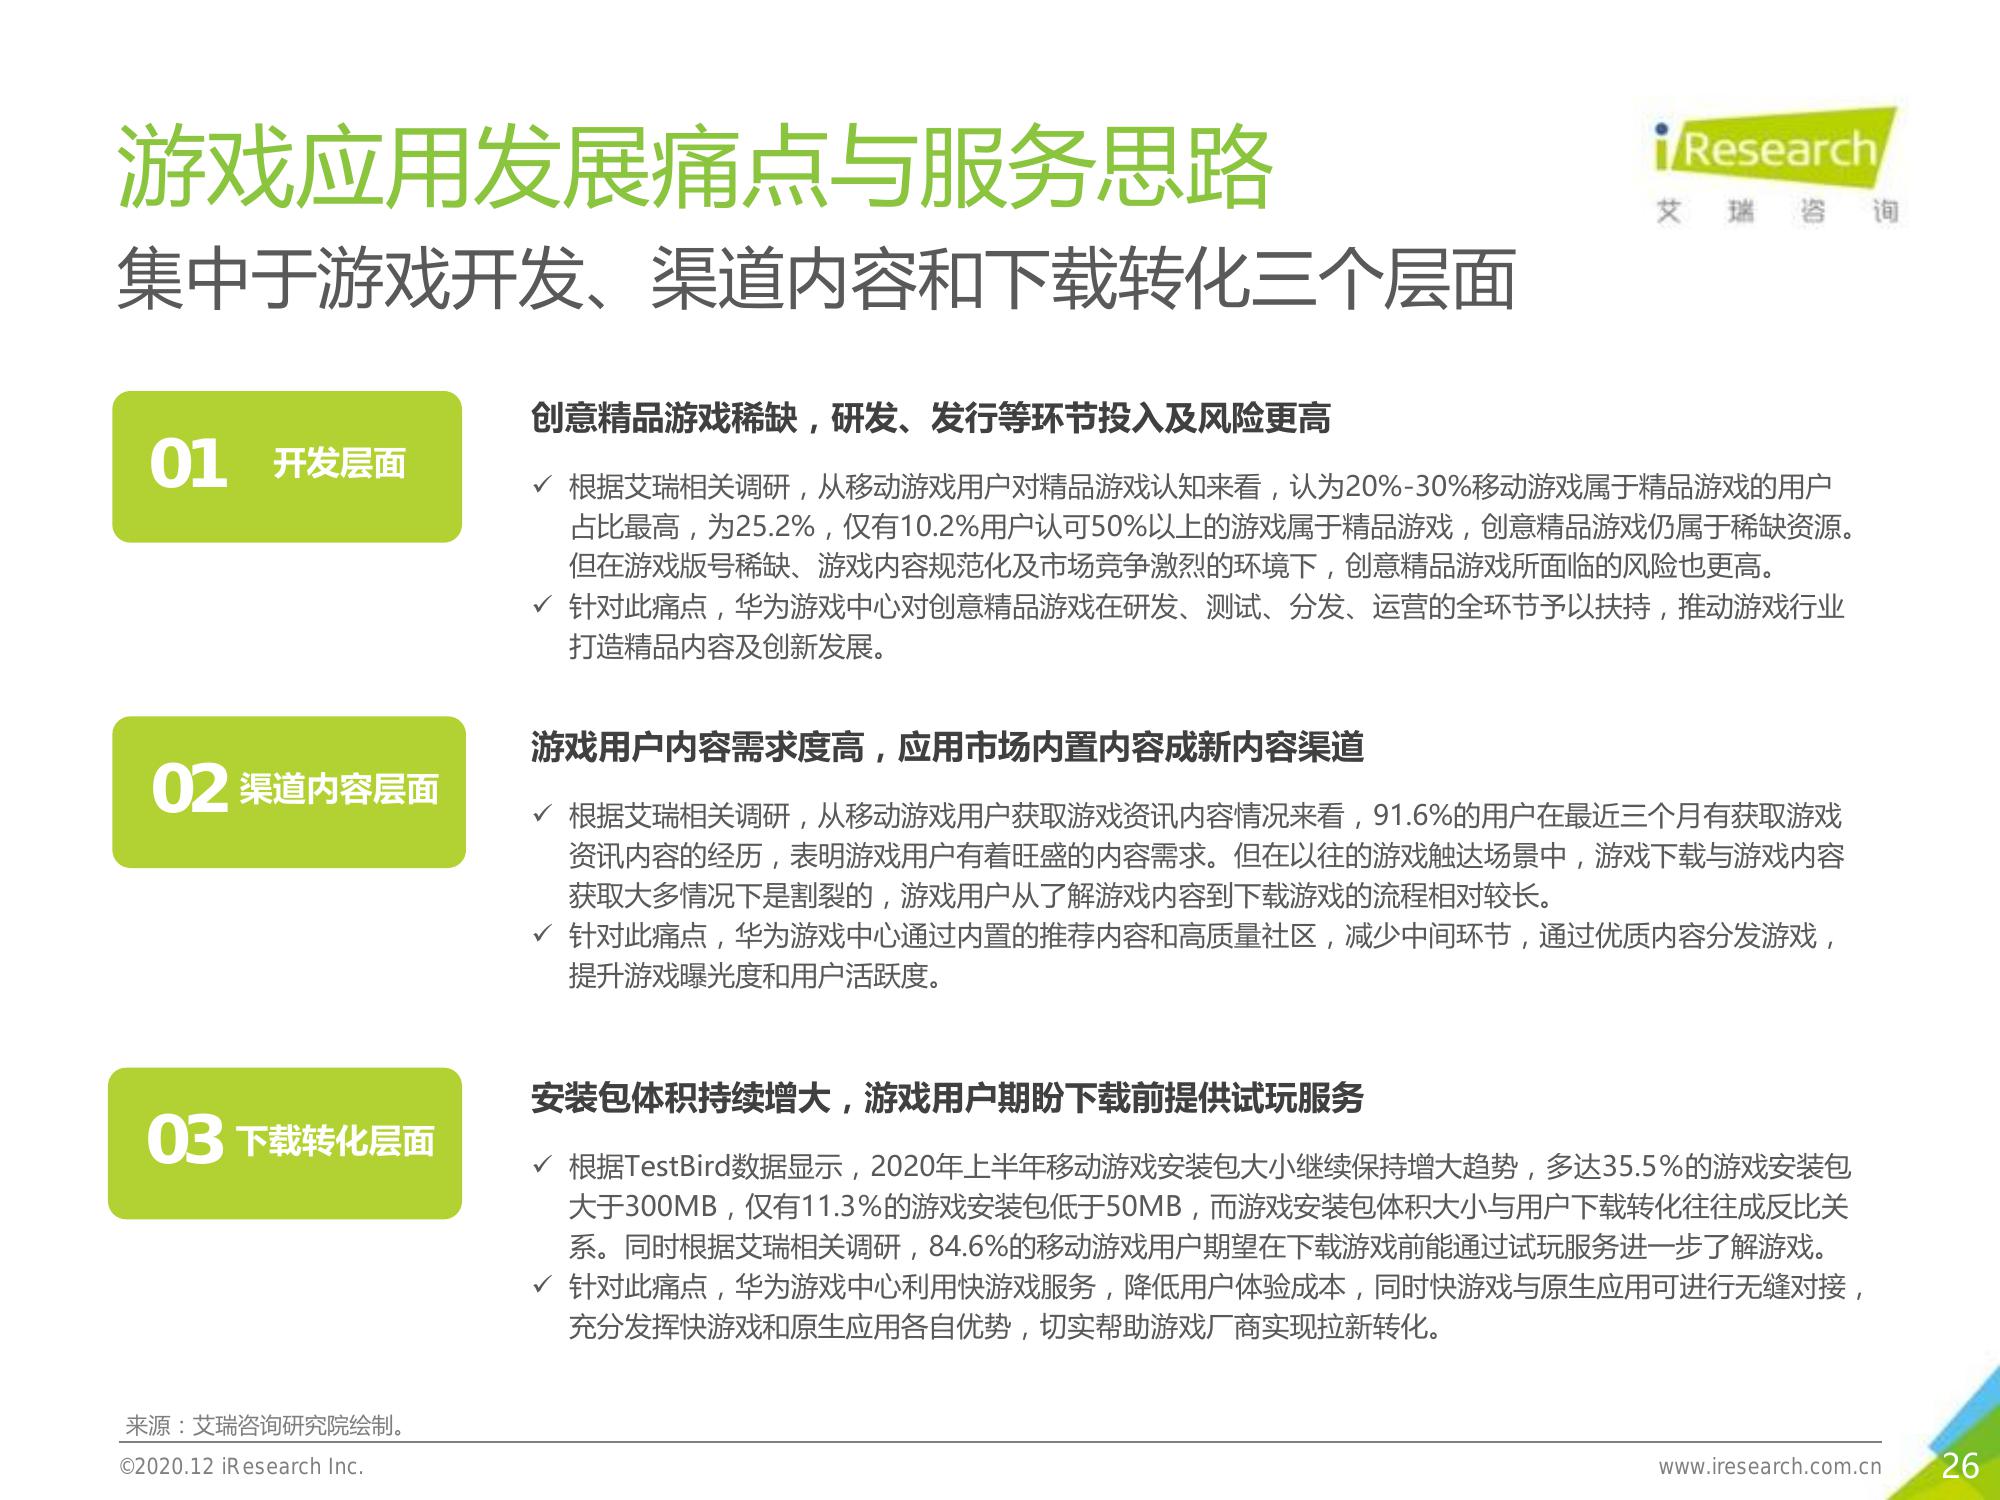 游戏应用发展痛点与服务思路
iResearch
艾 瑞 咨 询
集中于游戏开发、渠道内容和下载转化三个层面
01 开发层面
创意精品游戏稀缺，研发、发行等环节投入及风险更高
✓ 根据艾瑞相关调研，从移动游戏用户对精品游戏认知来看，认为20%-30%移动游戏属于精品游戏的用户
占比最高，为25.2%，仅有10.2%用户认可50%以上的游戏属于精品游戏，创意精品游戏仍属于稀缺资源。
但在游戏版号稀缺、游戏内容规范化及市场竞争激烈的环境下，创意精品游戏所面临的风险也更高。
✓ 针对此痛点，华为游戏中心对创意精品游戏在研发、测试、分发、运营的全环节予以扶持，推动游戏行业
打造精品内容及创新发展。
02 渠道内容层面
游戏用户内容需求度高，应用市场内置内容成新内容渠道
✓ 根据艾瑞相关调研，从移动游戏用户获取游戏资讯内容情况来看，91.6%的用户在最近三个月有获取游戏
资讯内容的经历，表明游戏用户有着旺盛的内容需求。但在以往的游戏触达场景中，游戏下载与游戏内容
获取大多情况下是割裂的，游戏用户从了解游戏内容到下载游戏的流程相对较长。
✓ 针对此痛点，华为游戏中心通过内置的推荐内容和高质量社区，减少中间环节，通过优质内容分发游戏，
提升游戏曝光度和用户活跃度。
03 下载转化层面
安装包体积持续增大，游戏用户期盼下载前提供试玩服务
✓ 根据TestBird数据显示，2020年上半年移动游戏安装包大小继续保持增大趋势，多达35.5%的游戏安装包
大于300MB，仅有11.3%的游戏安装包低于50MB，而游戏安装包体积大小与用户下载转化往往成反比关
系。同时根据艾瑞相关调研，84.6%的移动游戏用户期望在下载游戏前能通过试玩服务进一步了解游戏。
✓ 针对此痛点，华为游戏中心利用快游戏服务，降低用户体验成本，同时快游戏与原生应用可进行无缝对接，
充分发挥快游戏和原生应用各自优势，切实帮助游戏厂商实现拉新转化。
来源：艾瑞咨询研究院绘制。
©2020.12 iResearch Inc.
www.iresearch.com.cn
26